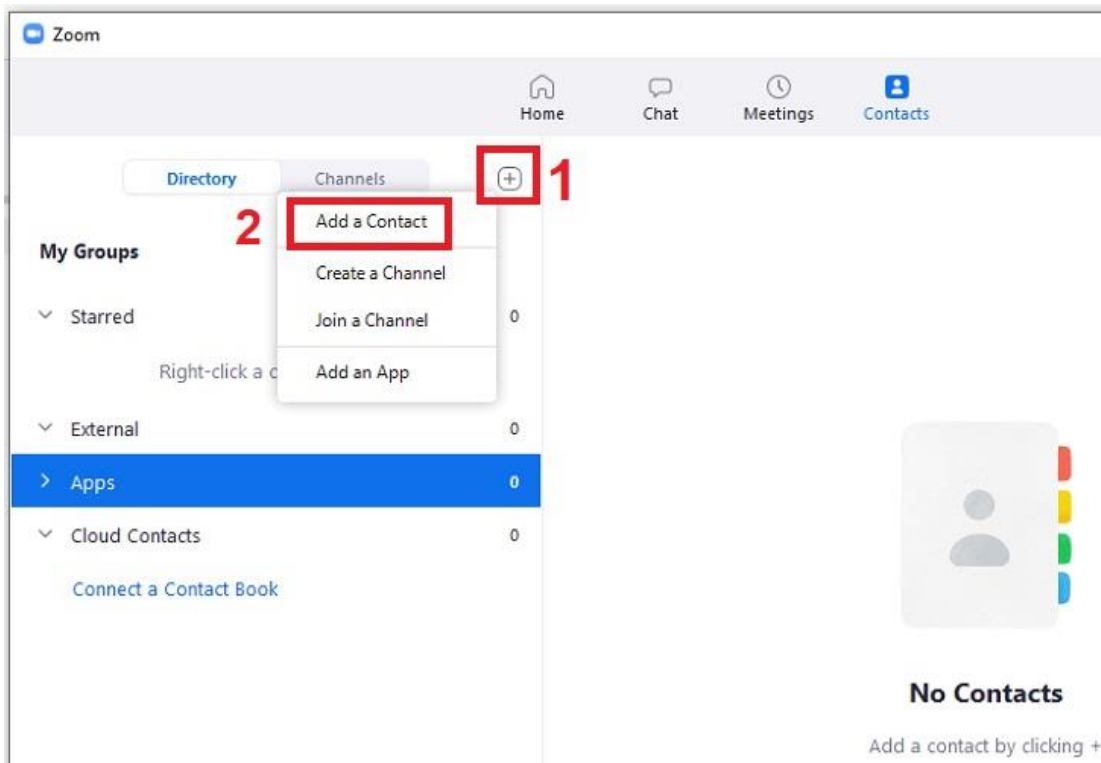 Zoom
Home Chat Meetings Contacts
Directory Channels
1
2
Add a Contact
My Groups
Create a Channel
Starred 0
Join a Channel
Right-click a
Add an App
External 0
Apps 0
Cloud Contacts 0
Connect a Contact Book
No Contacts
Add a contact by clicking +